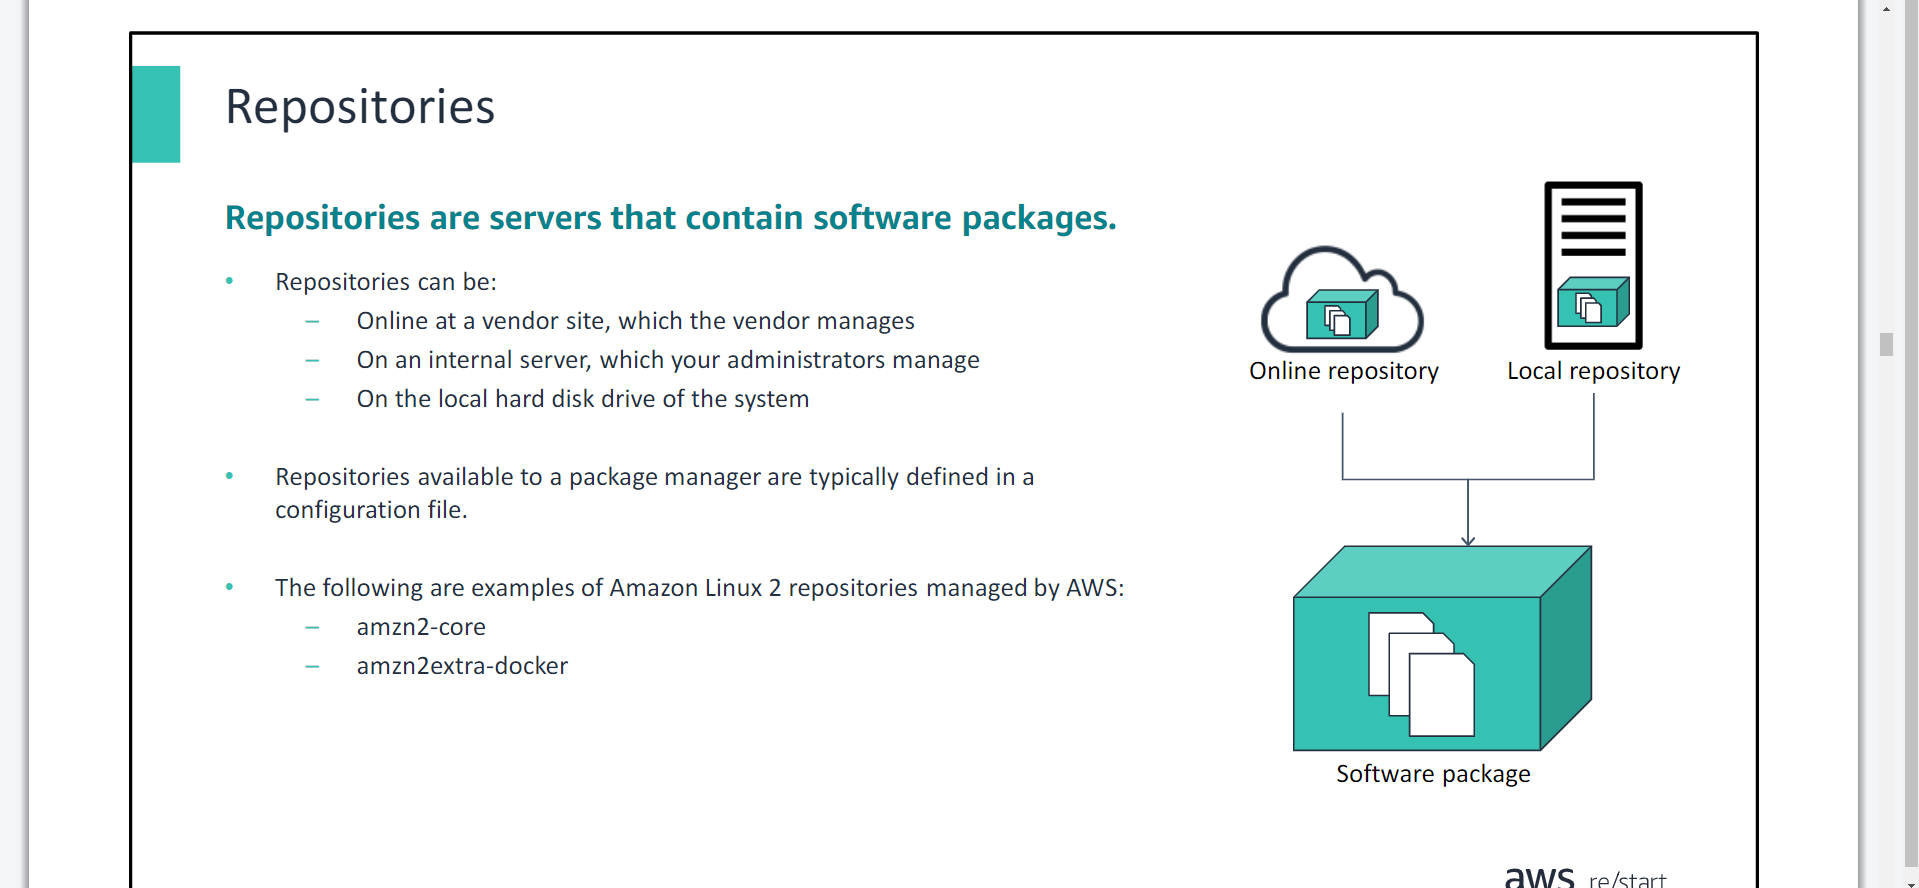 Repositories
Repositories are servers that contain software packages.
• Repositories can be:
– Online at a vendor site, which the vendor manages
– On an internal server, which your administrators manage
– On the local hard disk drive of the system
• Repositories available to a package manager are typically defined in a
configuration file.
• The following are examples of Amazon Linux 2 repositories managed by AWS:
– amzn2-core
– amzn2extra-docker
Online repository
Local repository
Software package
aws re/start